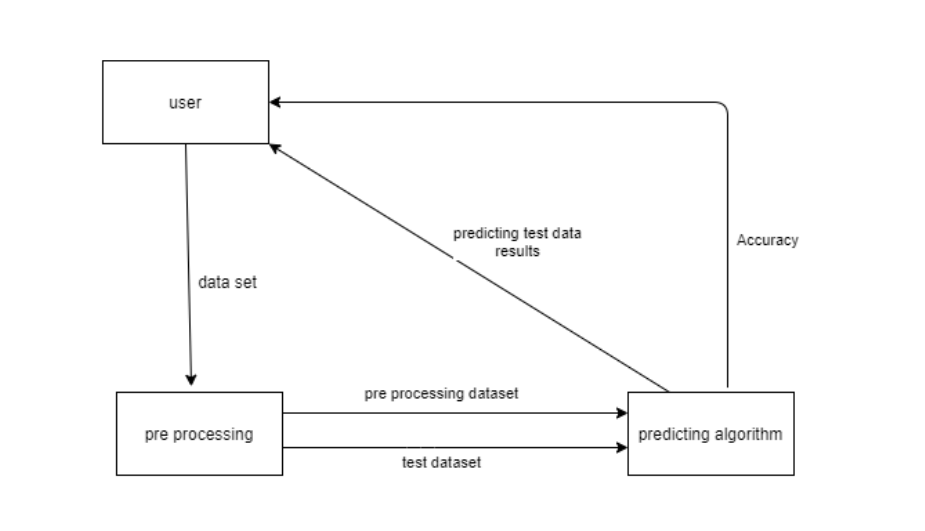 user
predicting test data
results
Accuracy
data set
pre processing dataset
pre processing
predicting algorithm
test dataset